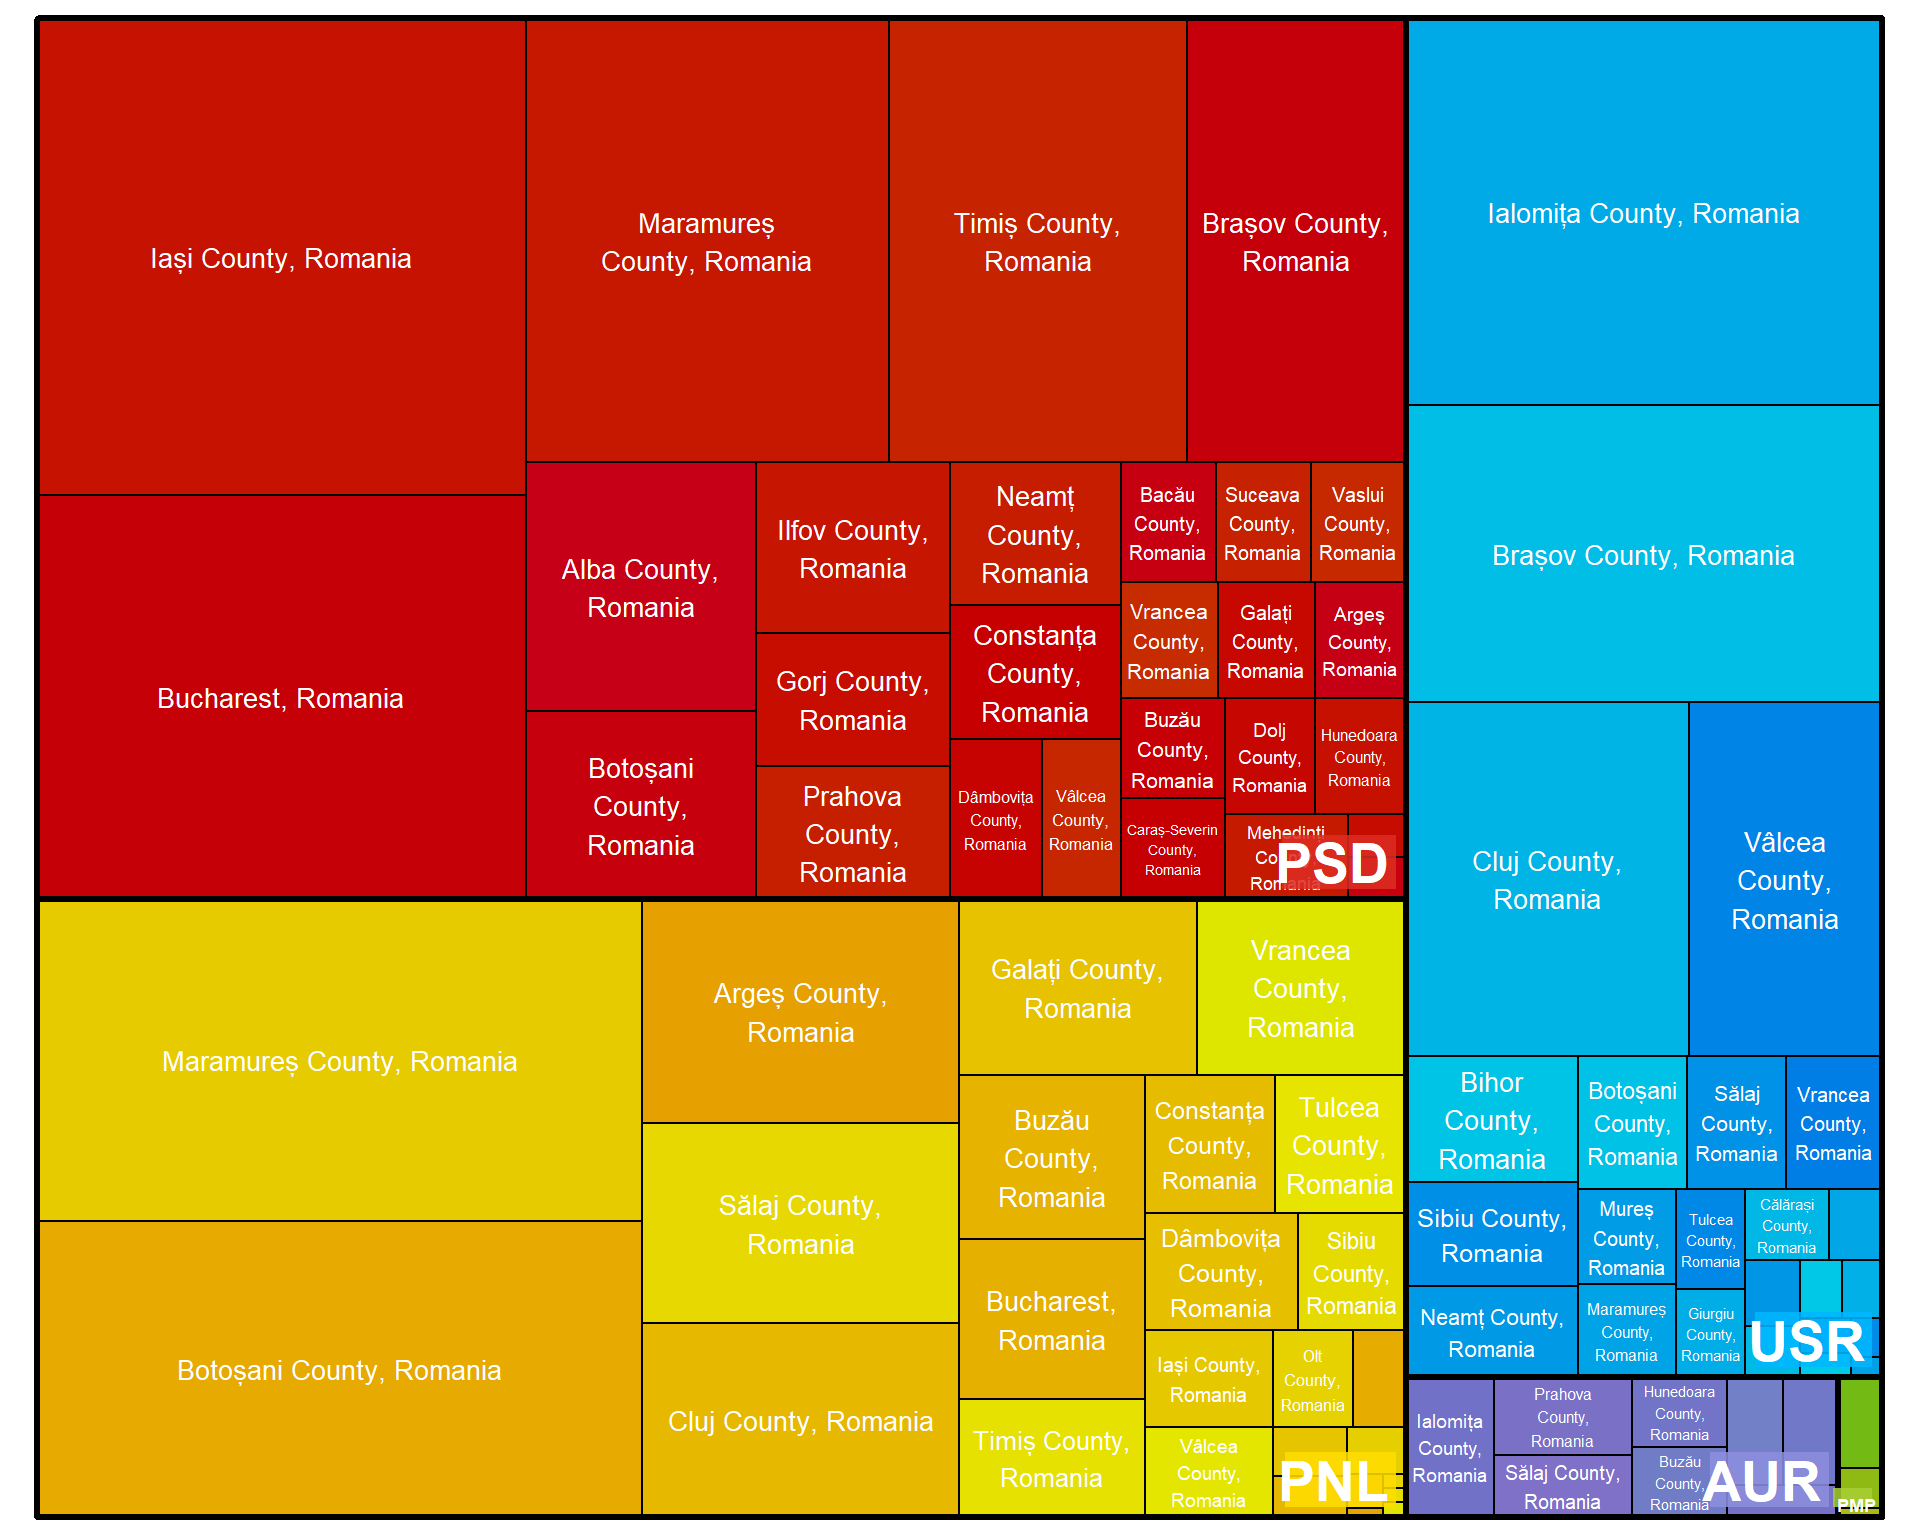 Iași County, Romania
Bucharest, Romania
Maramureș
County, Romania
Timiș County,
Romania
Brașov County,
Romania
Alba County,
Romania
Botoșani
County,
Romania
Ilfov County,
Romania
Gorj County,
Romania
Prahova
County,
Romania
Neamț
County,
Romania
Constanța
County,
Romania
Dâmbovița
County,
Romania
Vâlcea
County,
Romania
Bacău
County,
Romania
Suceava
County,
Romania
Vaslui
County,
Romania
Vrancea
County,
Romania
Galați
County,
Romania
Argeș
County,
Romania
Buzău
County,
Romania
Dolj
County,
Romania
Hunedoara
County,
Romania
Caraș-Severin
County,
Romania
Mehedinți
County,
Romania
PSD
Maramureș County, Romania
Botoșani County, Romania
Argeș County,
Romania
Sălaj County,
Romania
Cluj County, Romania
Galați County,
Romania
Vrancea
County,
Romania
Buzău
County,
Romania
Bucharest,
Romania
Timiș County,
Romania
Constanța
County,
Romania
Tulcea
County,
Romania
Dâmbovița
County,
Romania
Sibiu
County,
Romania
Iași County,
Romania
Olt
County,
Romania
Vâlcea
County,
Romania
PNL
Ialomița County, Romania
Brașov County, Romania
Cluj County,
Romania
Vâlcea
County,
Romania
Bihor
County,
Romania
Botoșani
County,
Romania
Sălaj
County,
Romania
Vrancea
County,
Romania
Sibiu County,
Romania
Neamț County,
Romania
Mureș
County,
Romania
Tulcea
County,
Romania
Călărași
County,
Romania
Maramureș
County,
Romania
Giurgiu
County,
Romania
USR
Ialomița
County,
Romania
Prahova
County,
Romania
Sălaj County,
Romania
Hunedoara
County,
Romania
Buzău
County,
Romania
AUR
PMP